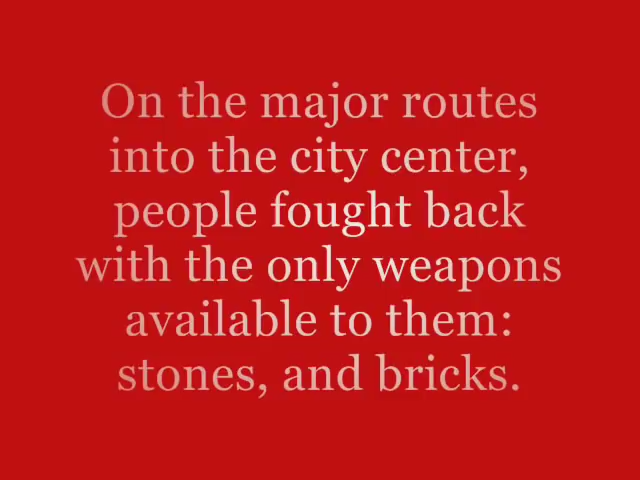 On the major routes
into the city center,
people fought back
with the only weapons
available to them:
stones, and bricks.